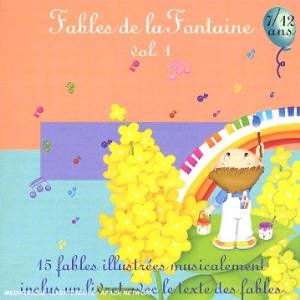 Fables de la Fontaine
vol. 1
7/12
ans
15 fables illustrées musicalement
inclus un livret avec le texte des fables